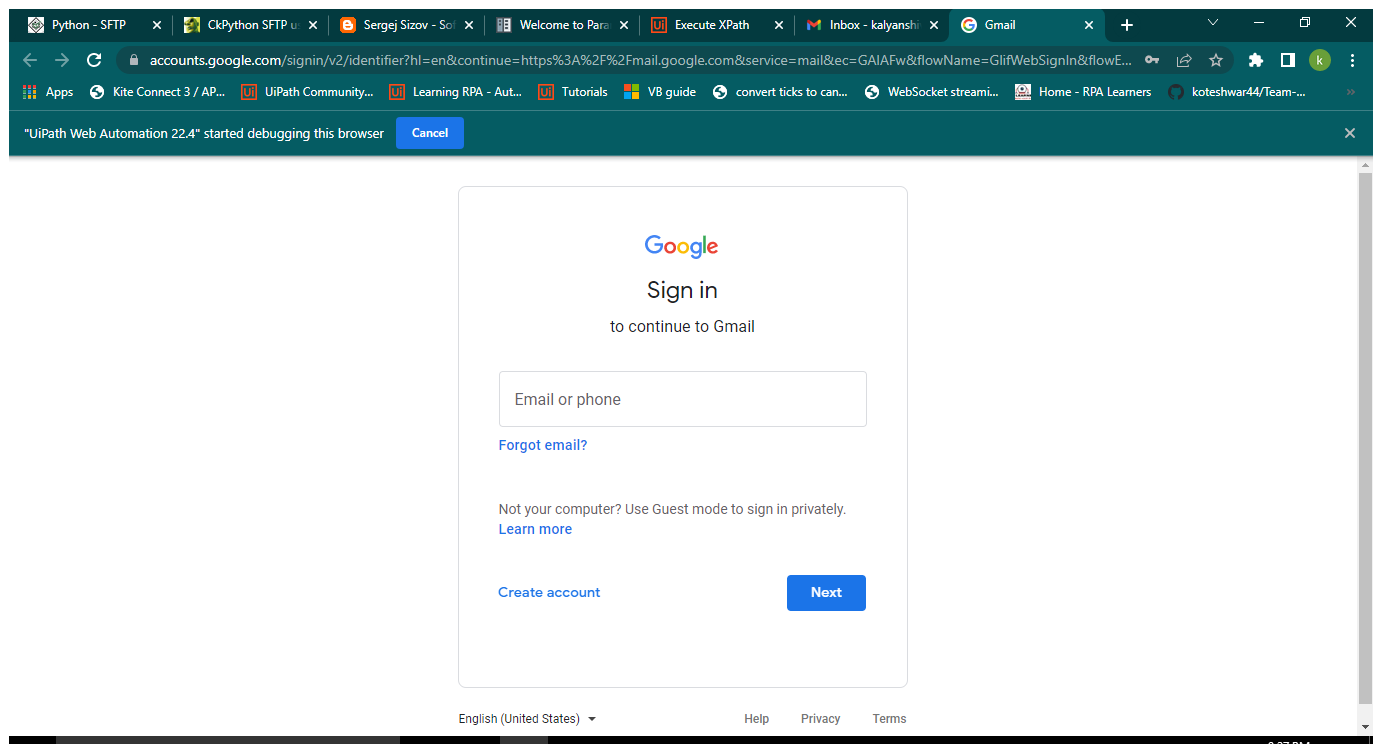 Python - SFTP CkPython SFTP u Sergej Sizov - Sof Welcome to Para Ui Execute XPath Inbox - kalyanshi Gmail
accounts.google.com/signin/v2/identifier?hl=en&continue=https%3A%2F%2Fmail.google.com&service=mail&ec=GAlAFw&flowName=GlifWebSignIn&flowE... k
Apps Kite Connect 3 / AP... Ui UiPath Community... Ui Learning RPA - Aut... Ui Tutorials VB guide convert ticks to can... WebSocket streami... Home - RPA Learners koteshwar44/Team-... »
"UiPath Web Automation 22.4" started debugging this browser Cancel
Google
Sign in
to continue to Gmail
Email or phone
Forgot email?
Not your computer? Use Guest mode to sign in privately.
Learn more
Create account Next
English (United States) Help Privacy Terms